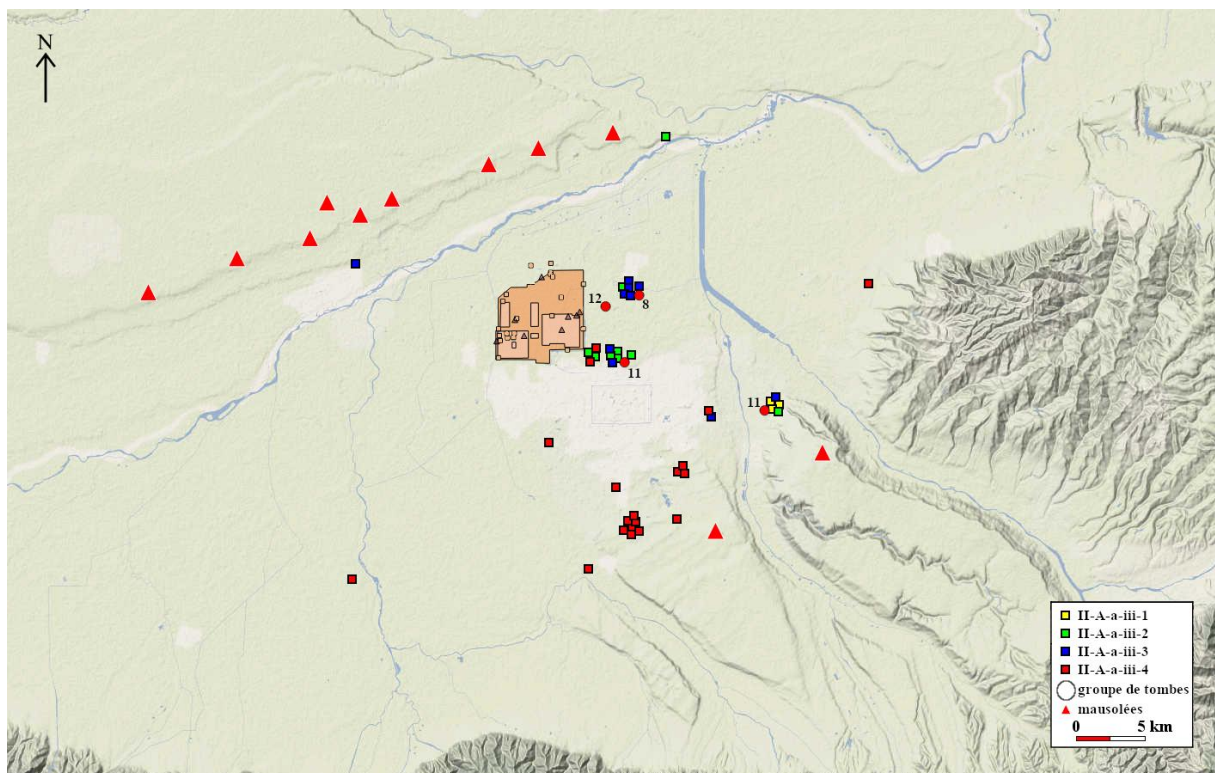 N
12
8
11
11
II-A-a-iii-1
II-A-a-iii-2
II-A-a-iii-3
II-A-a-iii-4
groupe de tombes
mausolées
0 5 km